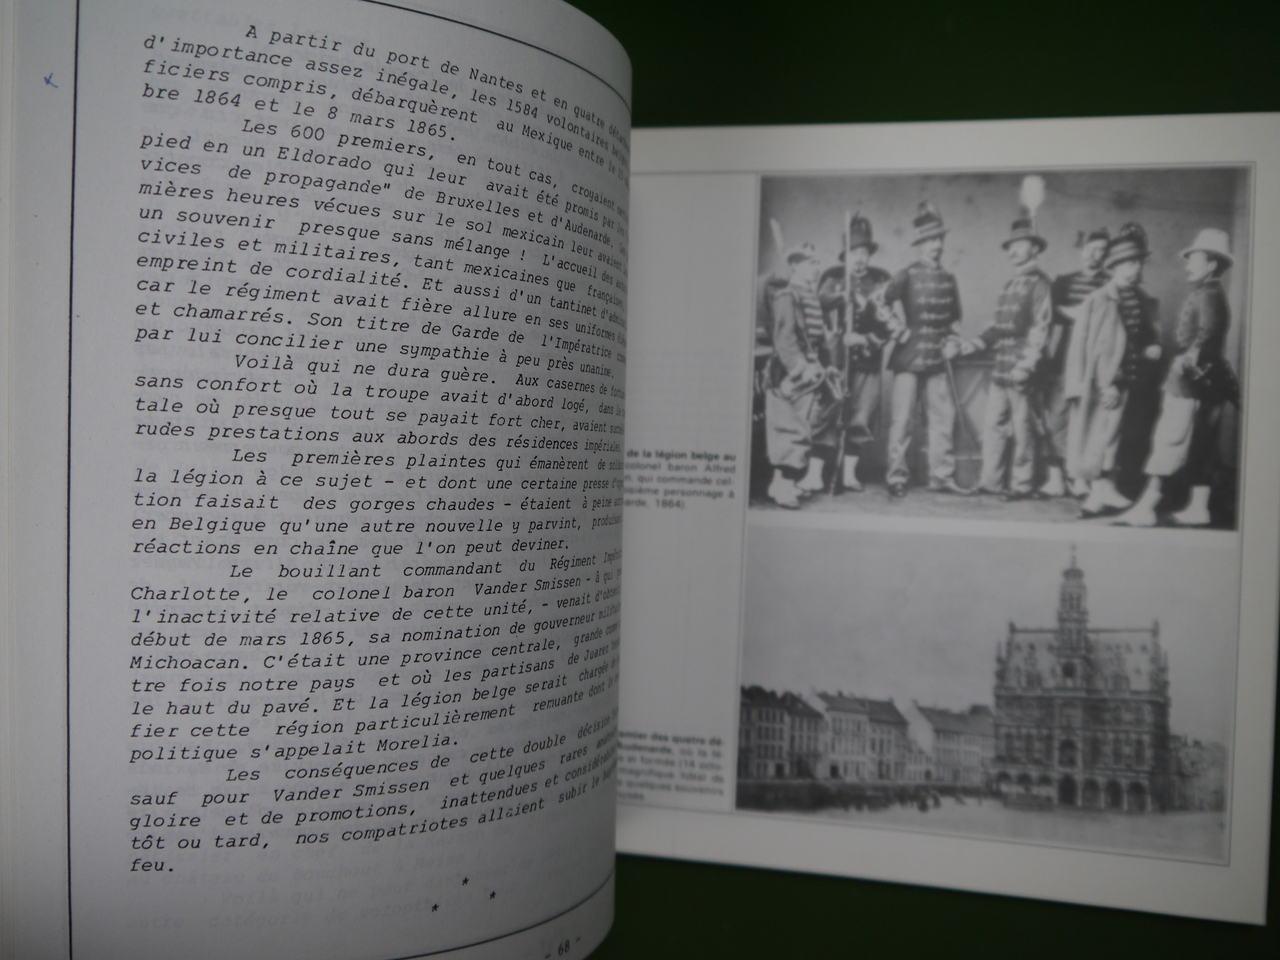 A partir du port de Nantes et en quatre
d'importance assez inégale, les 1584 volontaires
ficiers compris, débarquèrent au Mexique entre le
bre 1864 et le 8 mars 1865.
Les 600 premiers, en tout cas, croyaient
pied en un Eldorado qui leur avait été promis par
vices de propagande" de Bruxelles et d'Audenarde.
mières heures vécues sur le sol mexicain leur avaient
un souvenir presque sans mélange ! L'accueil des
civiles et militaires, tant mexicaines que françaises,
empreint de cordialité. Et aussi d'un tantinet
car le régiment avait fière allure en ses uniformes
et chamarrés. Son titre de Garde de l'Impératrice
par lui concilier une sympathie à peu près unanime.
Voilà qui ne dura guère. Aux casernes de
sans confort où la troupe avait d'abord logé, dans
tale où presque tout se payait fort cher, avaient
rudes prestations aux abords des résidences impériales.
Les premières plaintes qui émanèrent de
la légion à ce sujet - et dont une certaine presse
tion faisait des gorges chaudes - étaient à peine
en Belgique qu'une autre nouvelle y parvint,
réactions en chaîne que l'on peut deviner.
Le bouillant commandant du Régiment
Charlotte, le colonel baron Vander Smissen - à qui
l'inactivité relative de cette unité, - venait
début de mars 1865, sa nomination de gouverneur
Michoacan. C'était une province centrale, grande
tre fois notre pays et où les partisans de Juarez
le haut du pavé. Et la légion belge serait chargée
fier cette région particulièrement remuante dont
politique s'appelait Morelia.
Les conséquences de cette double décision
sauf pour Vander Smissen et quelques rares
gloire et de promotions, inattendues et
tôt ou tard, nos compatriotes allaient subir le
feu.
* * *
- 68 -
de la légion belge au
colonel baron Alfred
qui commande
personnage à
1864)
des quatre